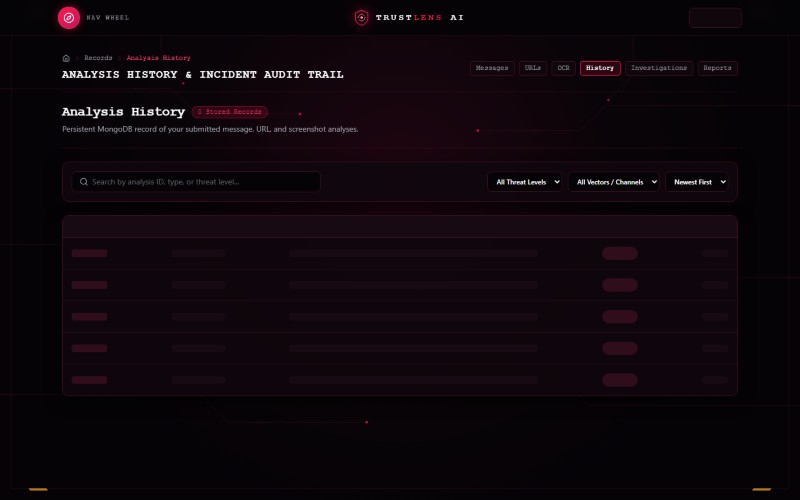 NAV WHEEL
TRUSTLENS AI
Records > Analysis History
ANALYSIS HISTORY & INCIDENT AUDIT TRAIL
Messages
URLs
OCR
History
Investigations
Reports
Analysis History
Stored Records
Persistent MongoDB record of your submitted message, URL, and screenshot analyses.
Search by analysis ID, type, or threat level...
All Threat Levels
All Vectors / Channels
Newest First